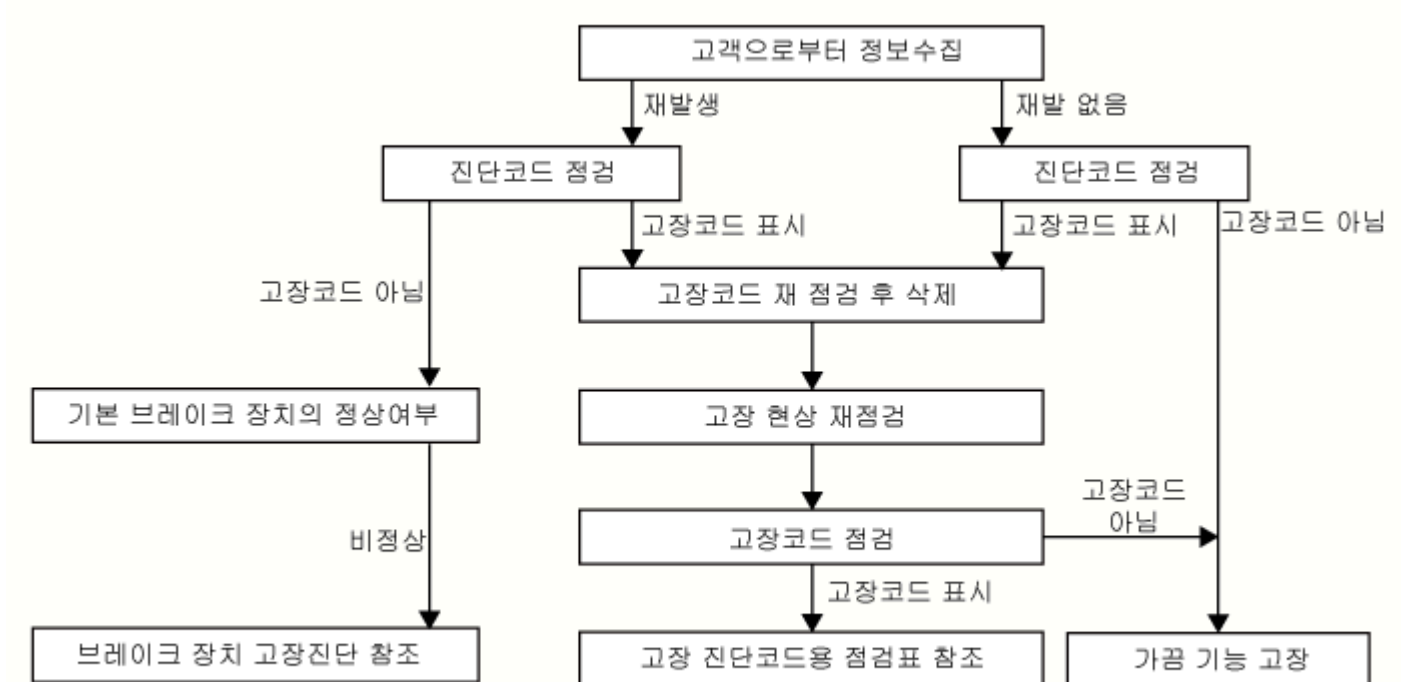 고객으로부터 정보수집
재발생
재발 없음
진단코드 점검
진단코드 점검
고장코드 표시
고장코드 표시
고장코드 아님
고장코드 아님
고장코드 재 점검 후 삭제
기본 브레이크 장치의 정상여부
고장 현상 재점검
고장코드
아님
비정상
고장코드 점검
고장코드 표시
브레이크 장치 고장진단 참조
고장 진단코드용 점검표 참조
가끔 기능 고장